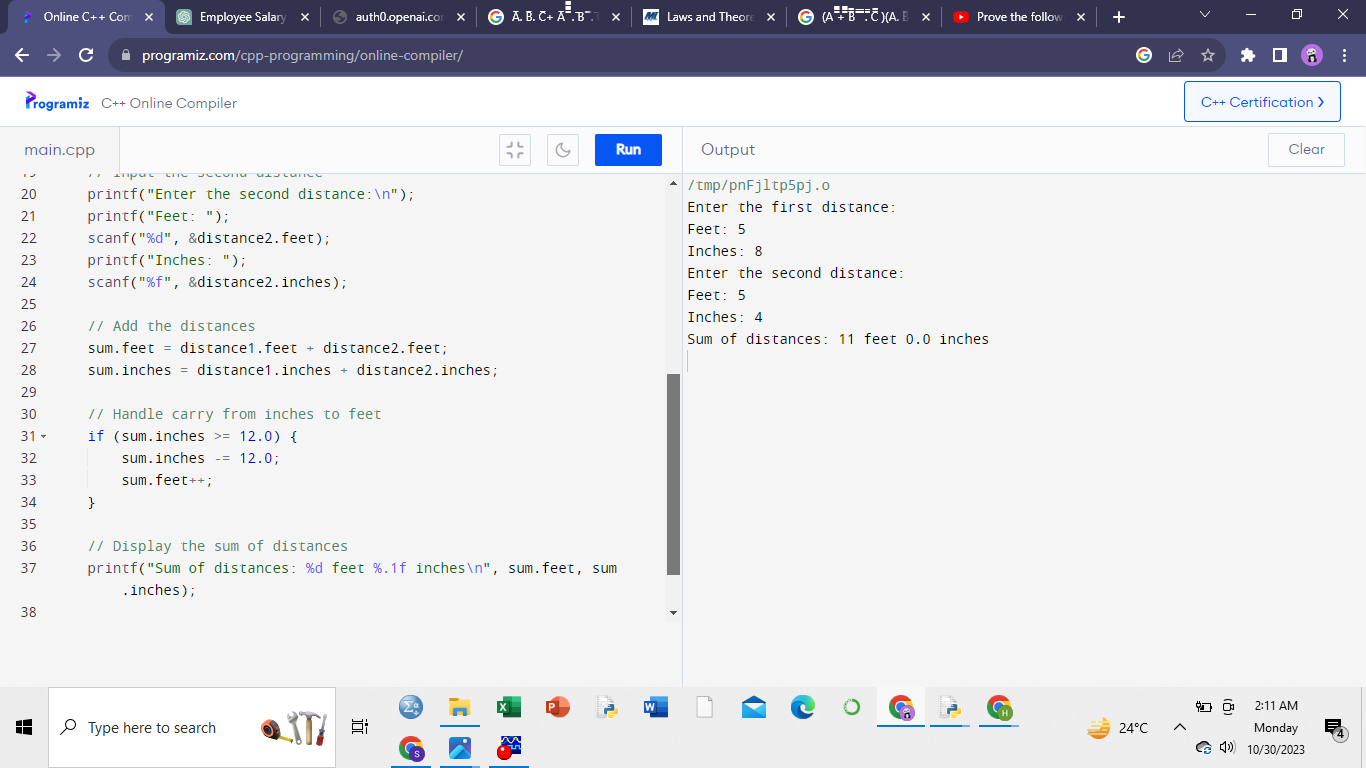 Online C++ Com
Employee Salary
auth0.openai.cor
Laws and Theore
Prove the follow
programiz.com/cpp-programming/online-compiler/
Programiz
C++ Online Compiler
C++ Certification ❯
main.cpp
Run
Output
Clear
19 // Input the second distance
20 printf("Enter the second distance:\n");
21 printf("Feet: ");
22 scanf("%d", &distance2.feet);
23 printf("Inches: ");
24 scanf("%f", &distance2.inches);
25
26 // Add the distances
27 sum.feet = distance1.feet + distance2.feet;
28 sum.inches = distance1.inches + distance2.inches;
29
30 // Handle carry from inches to feet
31 if (sum.inches >= 12.0) {
32 sum.inches -= 12.0;
33 sum.feet++;
34 }
35
36 // Display the sum of distances
37 printf("Sum of distances: %d feet %.1f inches\n", sum.feet, sum
.inches);
38
/tmp/pnFjltp5pj.o
Enter the first distance:
Feet: 5
Inches: 8
Enter the second distance:
Feet: 5
Inches: 4
Sum of distances: 11 feet 0.0 inches
Type here to search
24°C
2:11 AM
Monday
10/30/2023
4